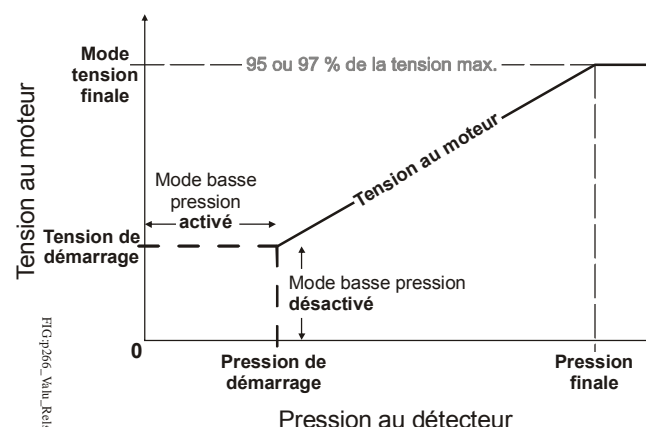 Mode
tension
finale
95 ou 97 % de la tension max.
Tension au moteur
Tension au moteur
Mode basse
pression
activé
Tension de
démarrage
Mode basse pression
désactivé
0
Pression de
démarrage
Pression
finale
Pression au détecteur